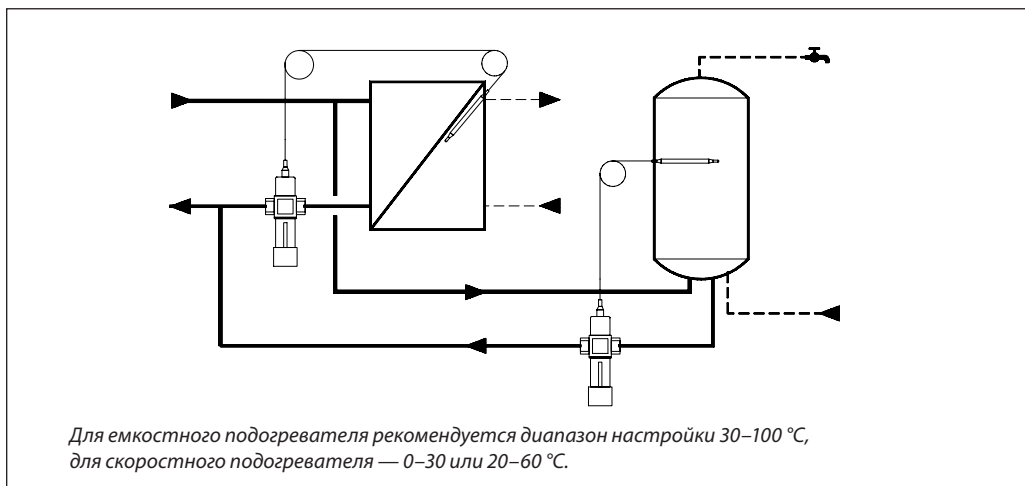 Для емкостного подогревателя рекомендуется диапазон настройки 30–100 °С,
для скоростного подогревателя — 0–30 или 20–60 °С.